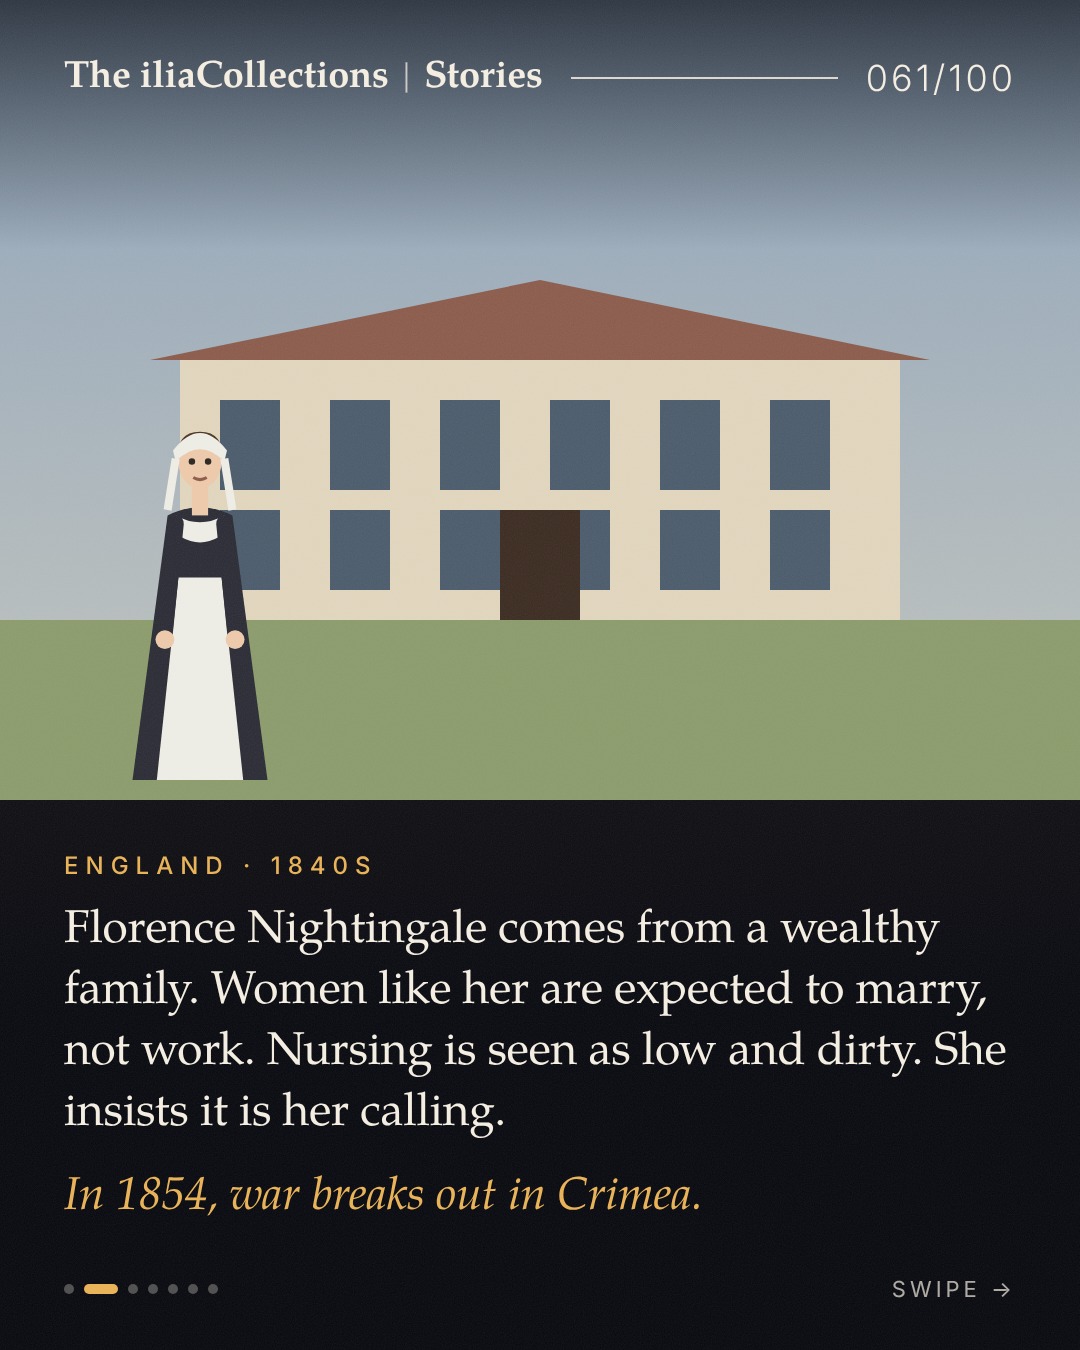 The iliaCollections | Stories 061/100
ENGLAND · 1840S
Florence Nightingale comes from a wealthy
family. Women like her are expected to marry,
not work. Nursing is seen as low and dirty. She
insists it is her calling.
In 1854, war breaks out in Crimea.
SWIPE →